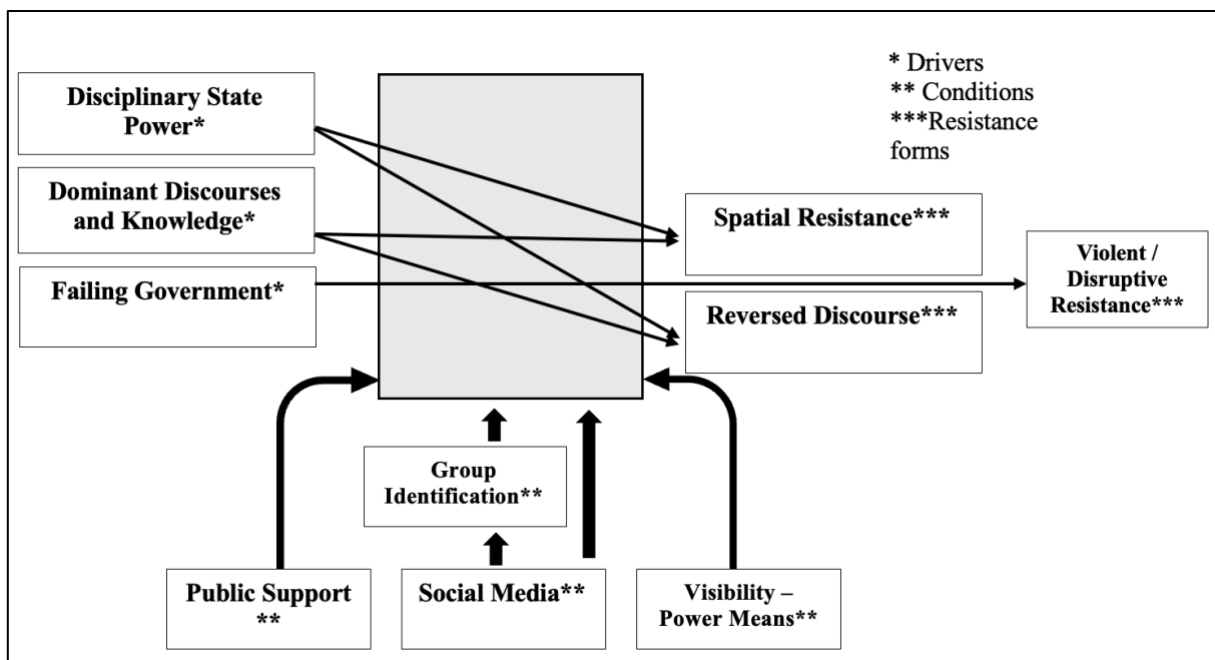 * Drivers
** Conditions
***Resistance
forms
Disciplinary State
Power*
Dominant Discourses
and Knowledge*
Failing Government*
Spatial Resistance***
Reversed Discourse***
Violent /
Disruptive
Resistance***
Group
Identification**
Public Support
**
Social Media**
Visibility –
Power Means**